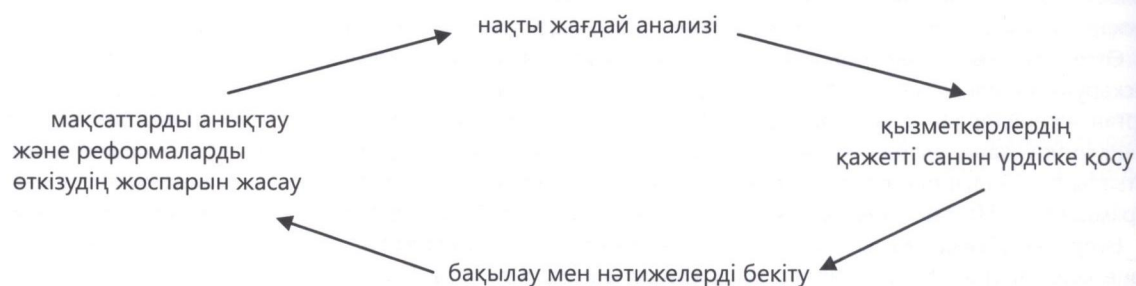 нақты жағдай анализі
мақсаттарды анықтау
және реформаларды
өткізудің жоспарын жасау
қызметкерлердің
қажетті санын үрдіске қосу
бақылау мен нәтижелерді бекіту